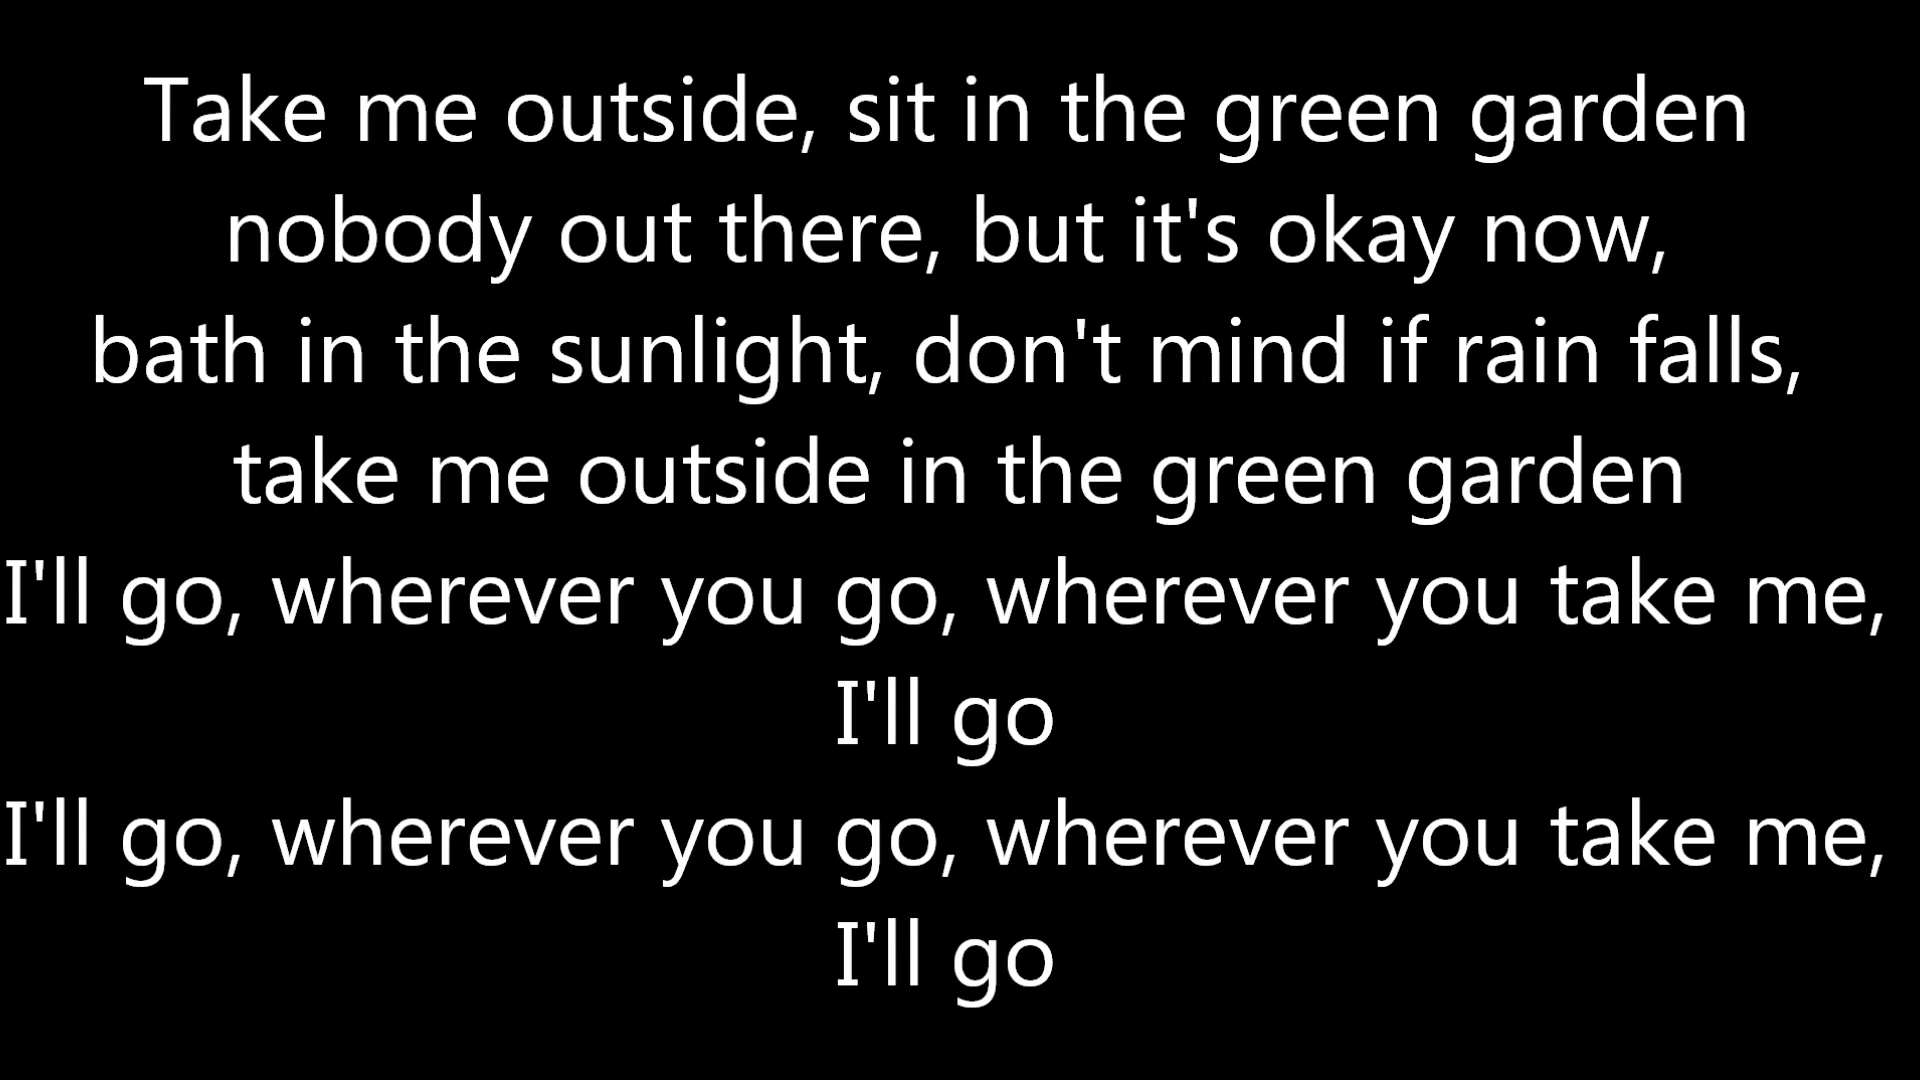 Take me outside, sit in the green garden
nobody out there, but it's okay now,
bath in the sunlight, don't mind if rain falls,
take me outside in the green garden
I'll go, wherever you go, wherever you take me,
I'll go
I'll go, wherever you go, wherever you take me,
I'll go